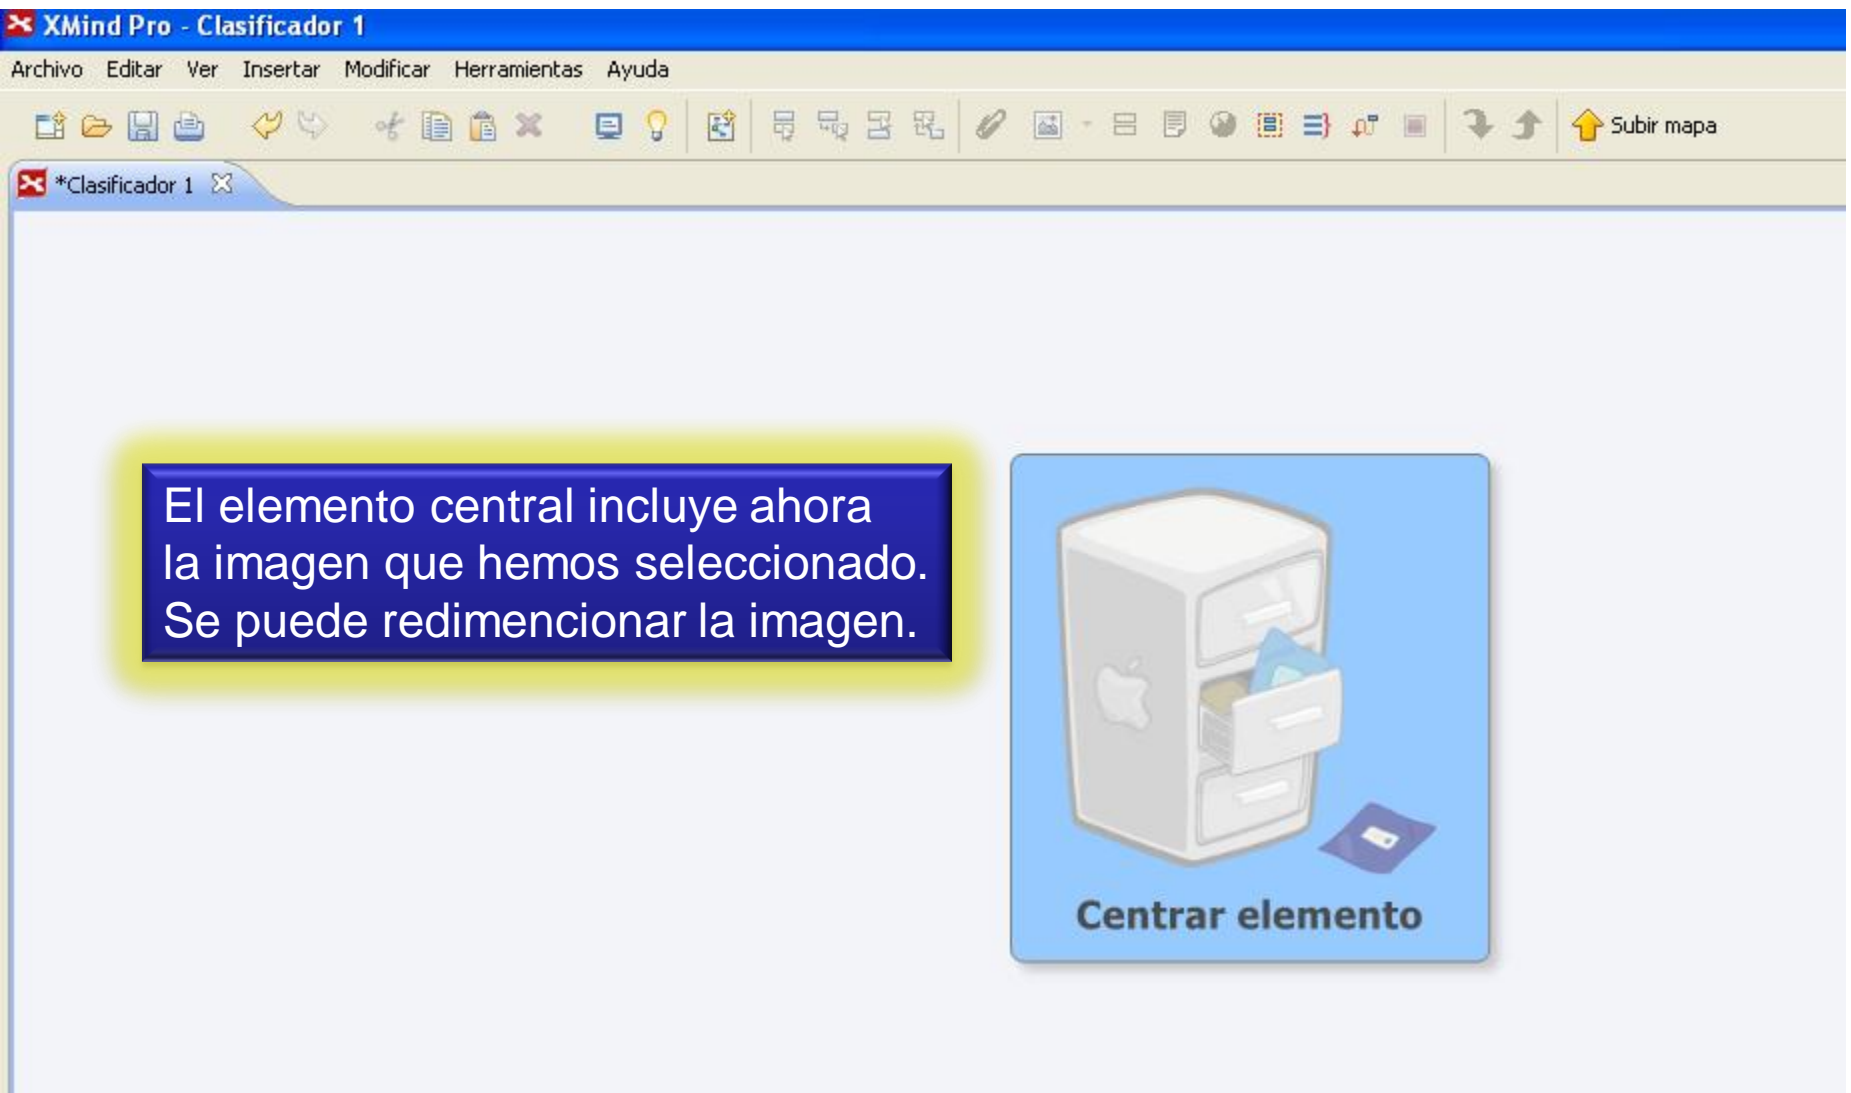 XMind Pro - Clasificador 1
Archivo Editar Ver Insertar Modificar Herramientas Ayuda
Subir mapa
*Clasificador 1
El elemento central incluye ahora
la imagen que hemos seleccionado.
Se puede redimencionar la imagen.
Centrar elemento